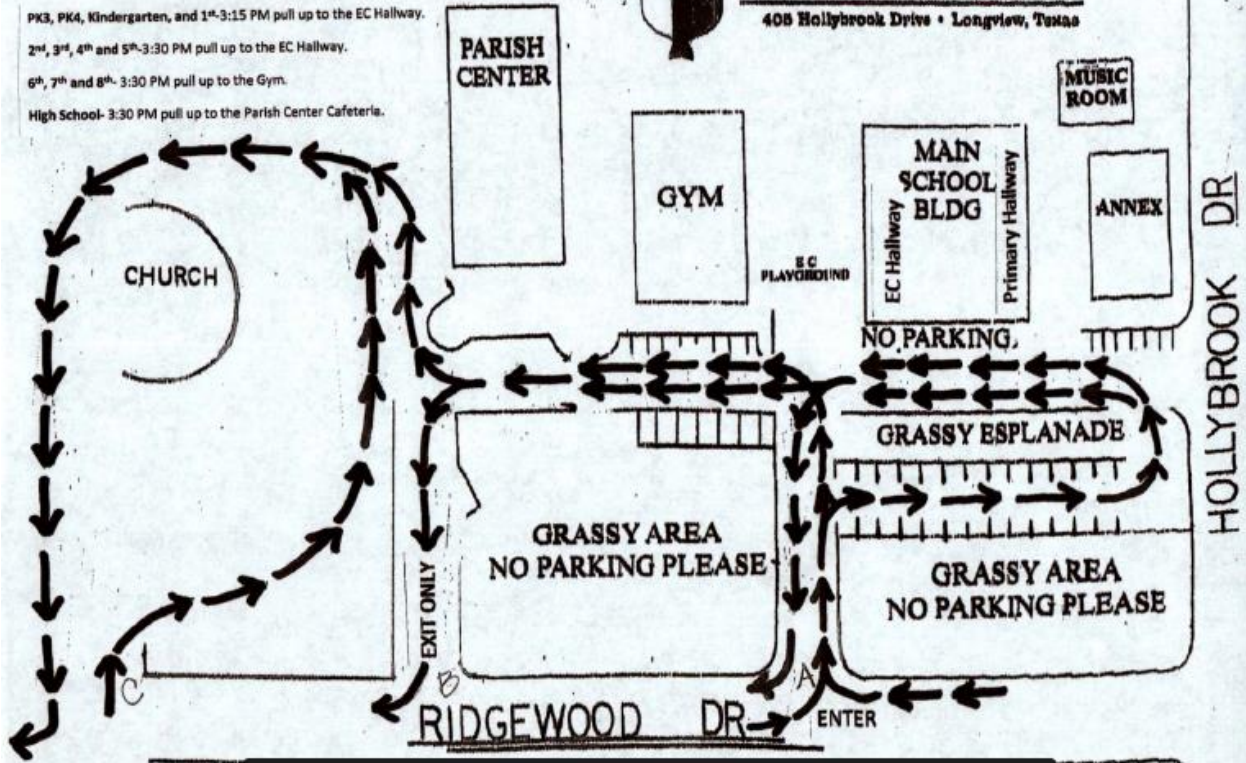 PK3, PK4, Kindergarten, and 1st-3:15 PM pull up to the EC Hallway.
2nd, 3rd, 4th and 5th-3:30 PM pull up to the EC Hallway.
6th, 7th and 8th- 3:30 PM pull up to the Gym.
High School- 3:30 PM pull up to the Parish Center Cafeteria.
405 Hollybrook Drive • Longview, Texas
PARISH
CENTER
MUSIC
ROOM
GYM
MAIN
SCHOOL
BLDG
EC Hallway
Primary Hallway
ANNEX
HOLLYBROOK DR
CHURCH
EC
PLAYGROUND
NO PARKING
GRASSY ESPLANADE
GRASSY AREA
NO PARKING PLEASE
GRASSY AREA
NO PARKING PLEASE
EXIT ONLY
C
B
A
RIDGEWOOD DR
ENTER